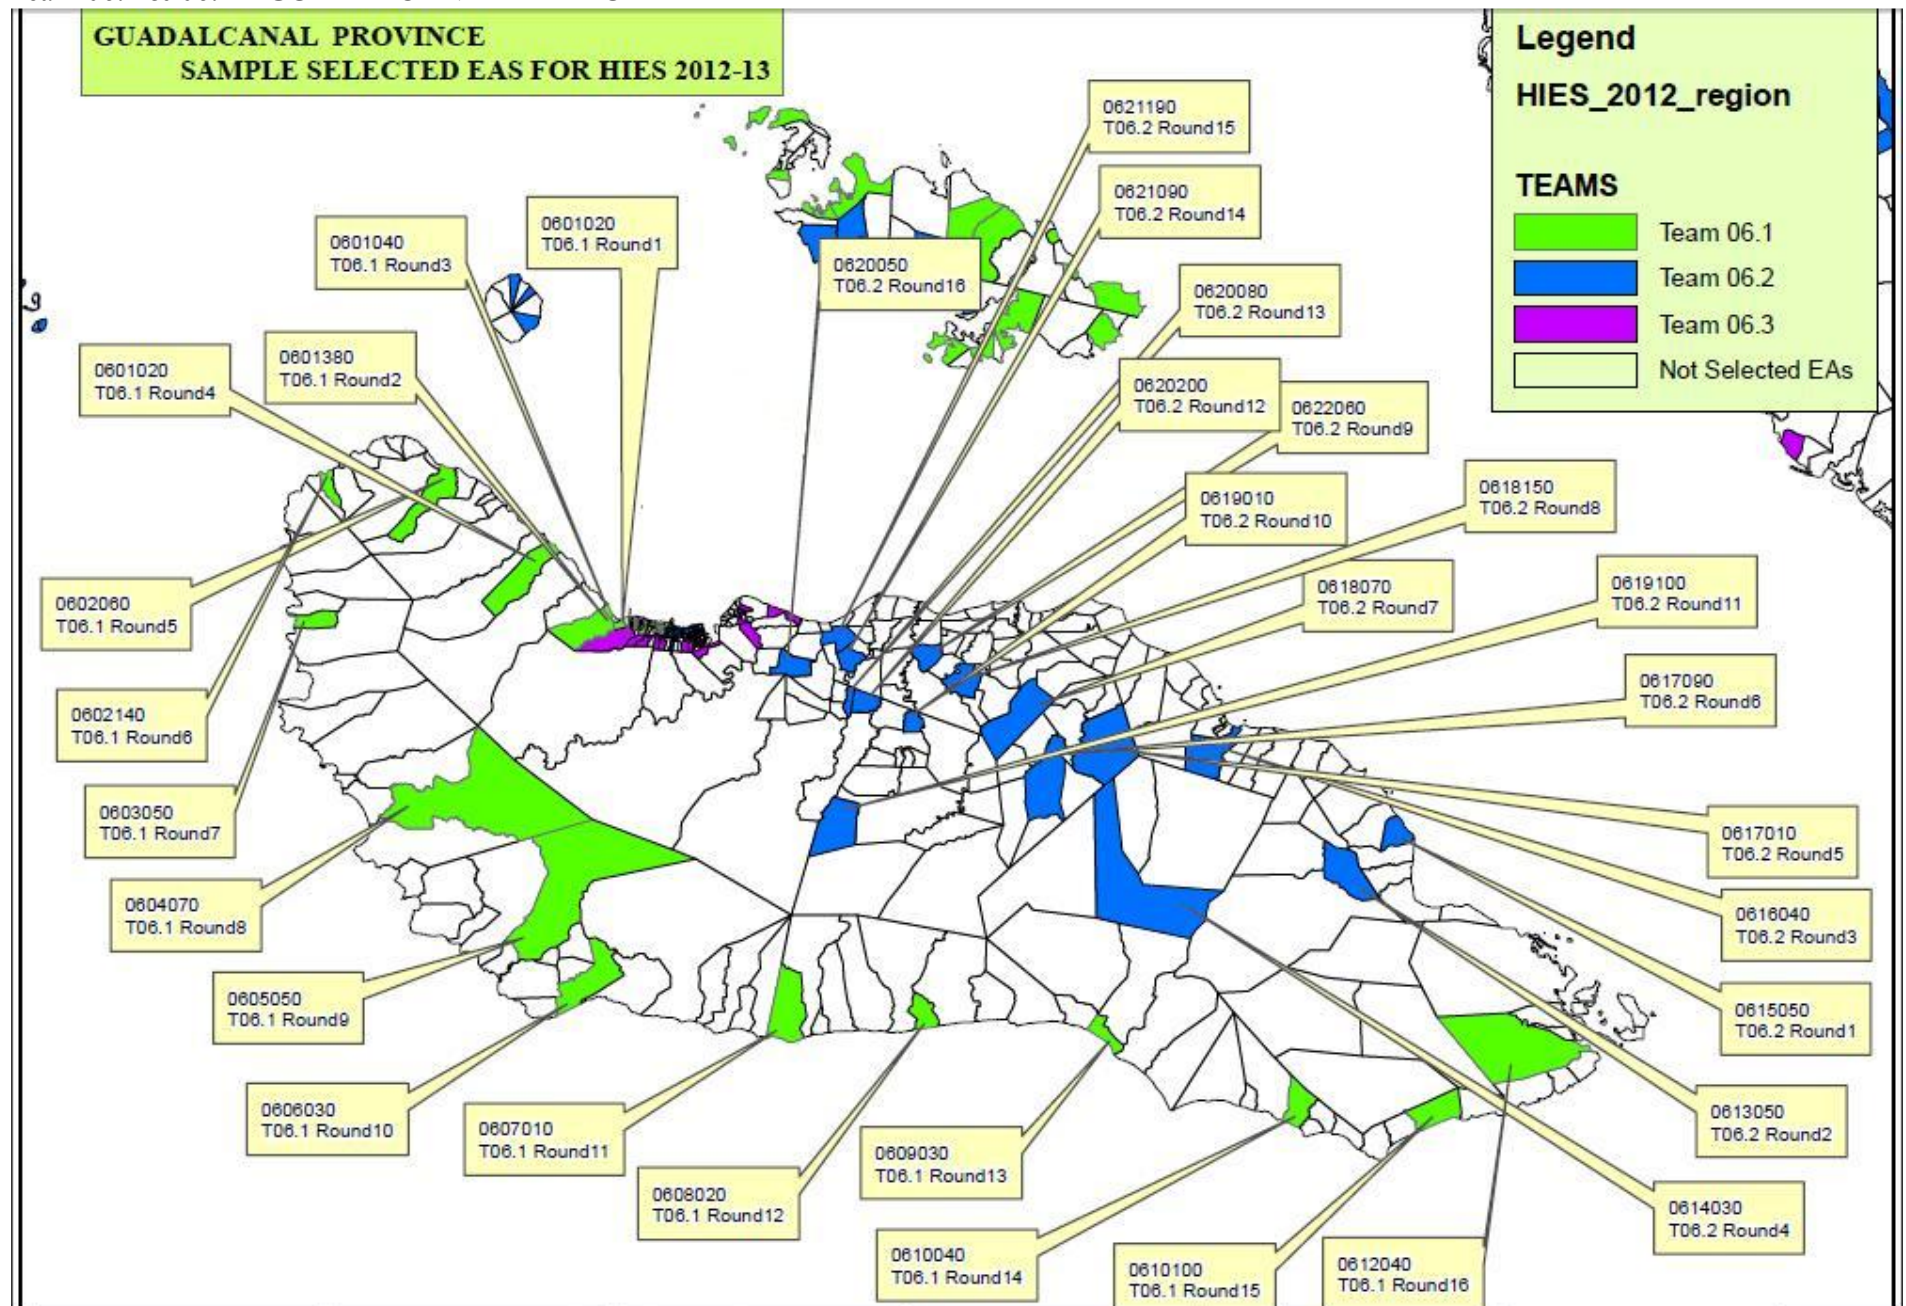 GUADALCANAL PROVINCE
SAMPLE SELECTED EAS FOR HIES 2012-13
Legend
HIES_2012_region
TEAMS
Team 06.1
Team 06.2
Team 06.3
Not Selected EAs
0621190
T06.2 Round15
0621090
T06.2 Round14
0601020
T06.1 Round1
0601040
T06.1 Round3
0620050
T06.2 Round16
0620080
T06.2 Round13
0601380
T06.1 Round2
0601020
T06.1 Round4
0620200
T06.2 Round12
0622060
T06.2 Round9
0618150
T06.2 Round8
0619010
T06.2 Round10
0619100
T06.2 Round11
0618070
T06.2 Round7
0602060
T06.1 Round5
0617090
T06.2 Round6
0602140
T06.1 Round6
0603050
T06.1 Round7
0617010
T06.2 Round5
0604070
T06.1 Round8
0616040
T06.2 Round3
0605050
T06.1 Round9
0615050
T06.2 Round1
0606030
T06.1 Round10
0607010
T06.1 Round11
0613050
T06.2 Round2
0609030
T06.1 Round13
0608020
T06.1 Round12
0614030
T06.2 Round4
0610040
T06.1 Round14
0610100
T06.1 Round15
0612040
T06.1 Round16